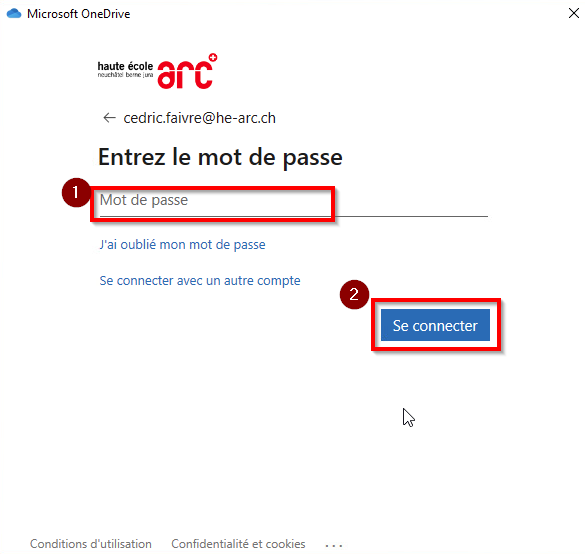 Microsoft OneDrive
haute école
neuchâtel berne jura
arc
← cedric.faivre@he-arc.ch
Entrez le mot de passe
1
Mot de passe
J'ai oublié mon mot de passe
Se connecter avec un autre compte
2
Se connecter
Conditions d'utilisation Confidentialité et cookies ...